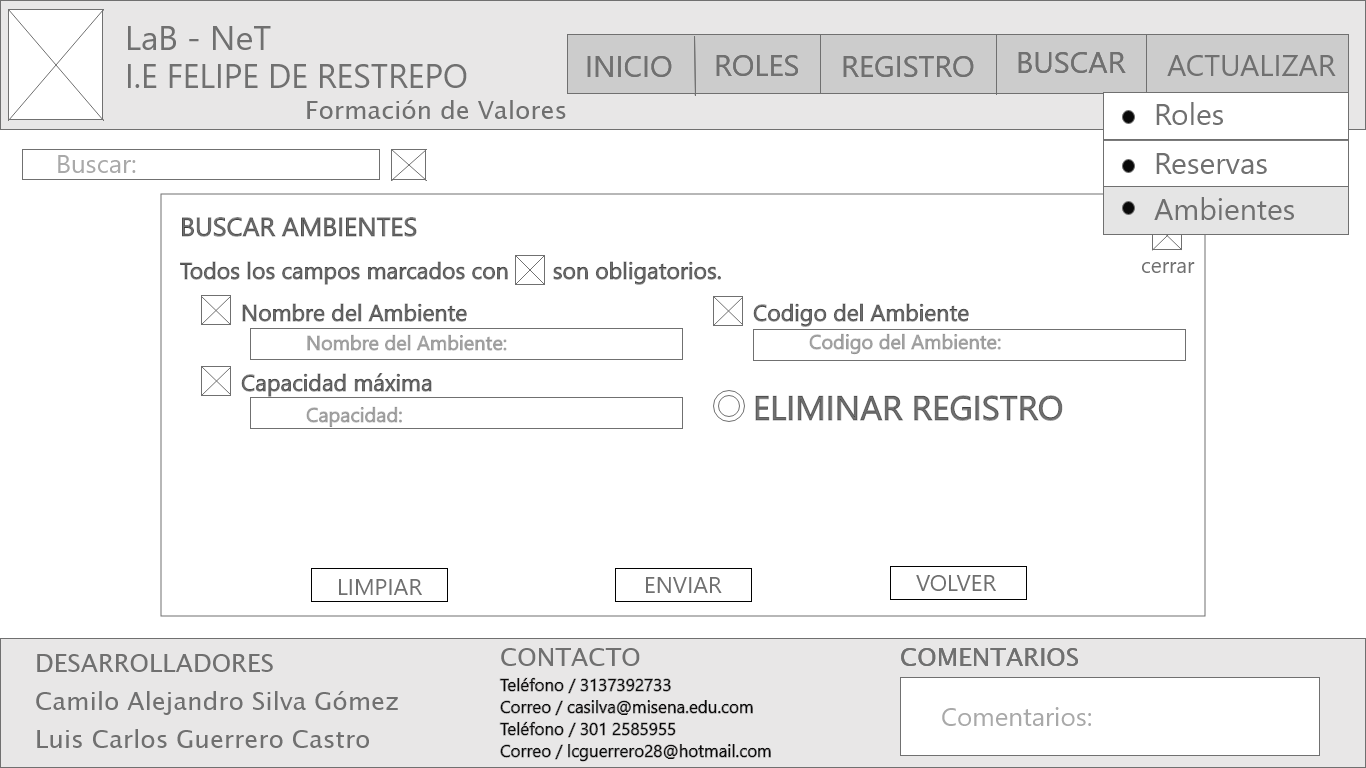 LaB - NeT
I.E FELIPE DE RESTREPO
Formación de Valores
INICIO
ROLES
REGISTRO
BUSCAR
ACTUALIZAR
Roles
Reservas
Ambientes
Buscar:
cerrar
BUSCAR AMBIENTES
Todos los campos marcados con son obligatorios.
Nombre del Ambiente
Nombre del Ambiente:
Codigo del Ambiente
Codigo del Ambiente:
Capacidad máxima
Capacidad:
ELIMINAR REGISTRO
LIMPIAR
ENVIAR
VOLVER
DESARROLLADORES
Camilo Alejandro Silva Gómez
Luis Carlos Guerrero Castro
CONTACTO
Teléfono / 3137392733
Correo / casilva@misena.edu.com
Teléfono / 301 2585955
Correo / lcguerrero28@hotmail.com
COMENTARIOS
Comentarios: